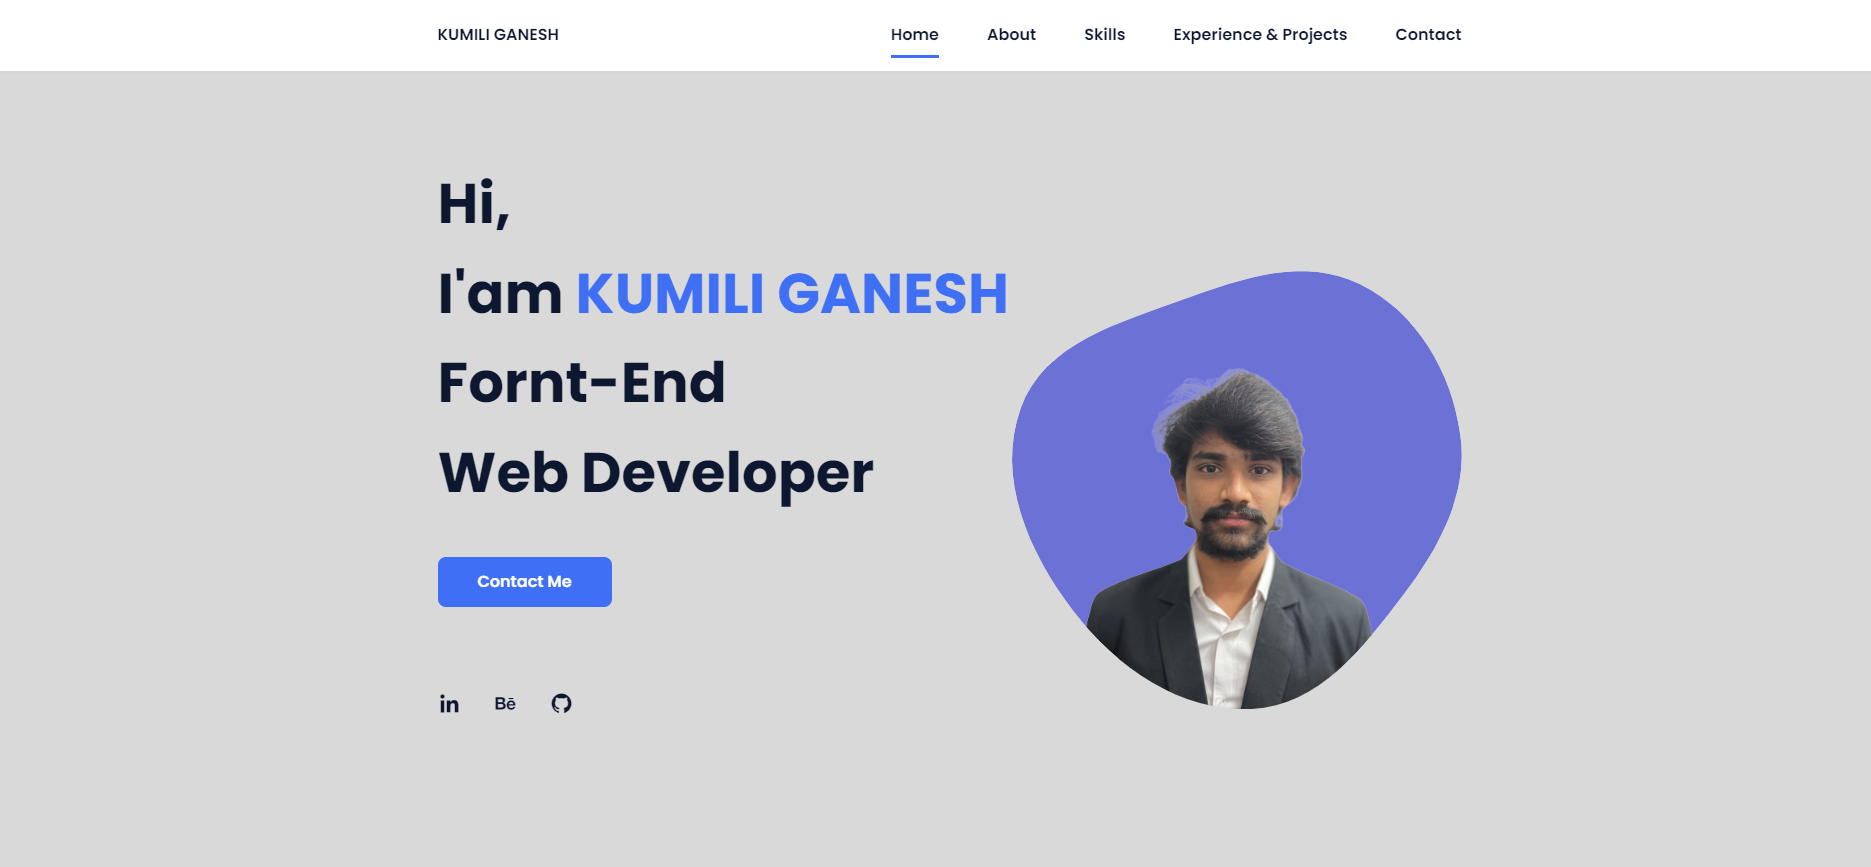 KUMILI GANESH
Home
About
Skills
Experience & Projects
Contact
Hi,
I'am KUMILI GANESH
Fornt-End
Web Developer
Contact Me
in
Bē